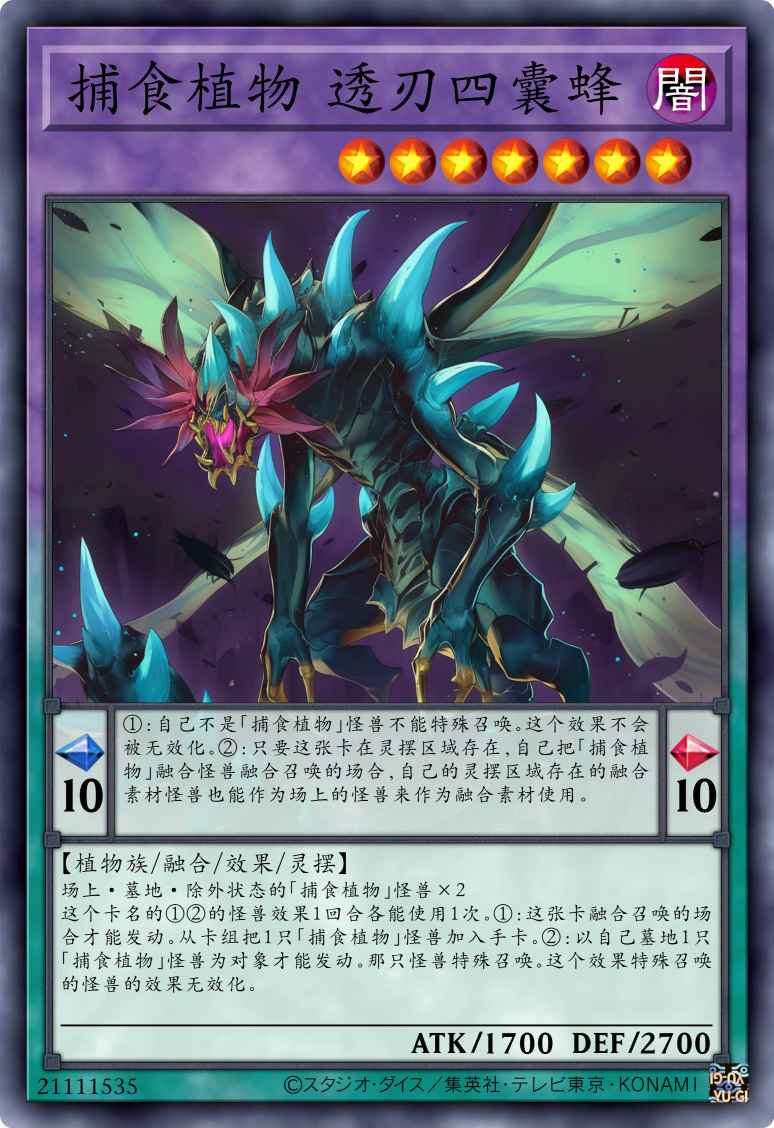 捕食植物 透刃四囊蜂 闇
①:自己不是「捕食植物」怪兽不能特殊召唤。这个效果不会
被无效化。②:只要这张卡在灵摆区域存在,自己把「捕食植
物」融合怪兽融合召唤的场合,自己的灵摆区域存在的融合
素材怪兽也能作为场上的怪兽来作为融合素材使用。
10
10
【植物族/融合/效果/灵摆】
场上・墓地・除外状态的「捕食植物」怪兽×2
这个卡名的①②的怪兽效果1回合各能使用1次。①:这张卡融合召唤的场
合才能发动。从卡组把1只「捕食植物」怪兽加入手卡。②:以自己墓地1只
「捕食植物」怪兽为对象才能发动。那只怪兽特殊召唤。这个效果特殊召唤
的怪兽的效果无效化。
ATK/1700 DEF/2700
21111535 ©スタジオ・ダイス/集英社・テレビ東京・KONAMI